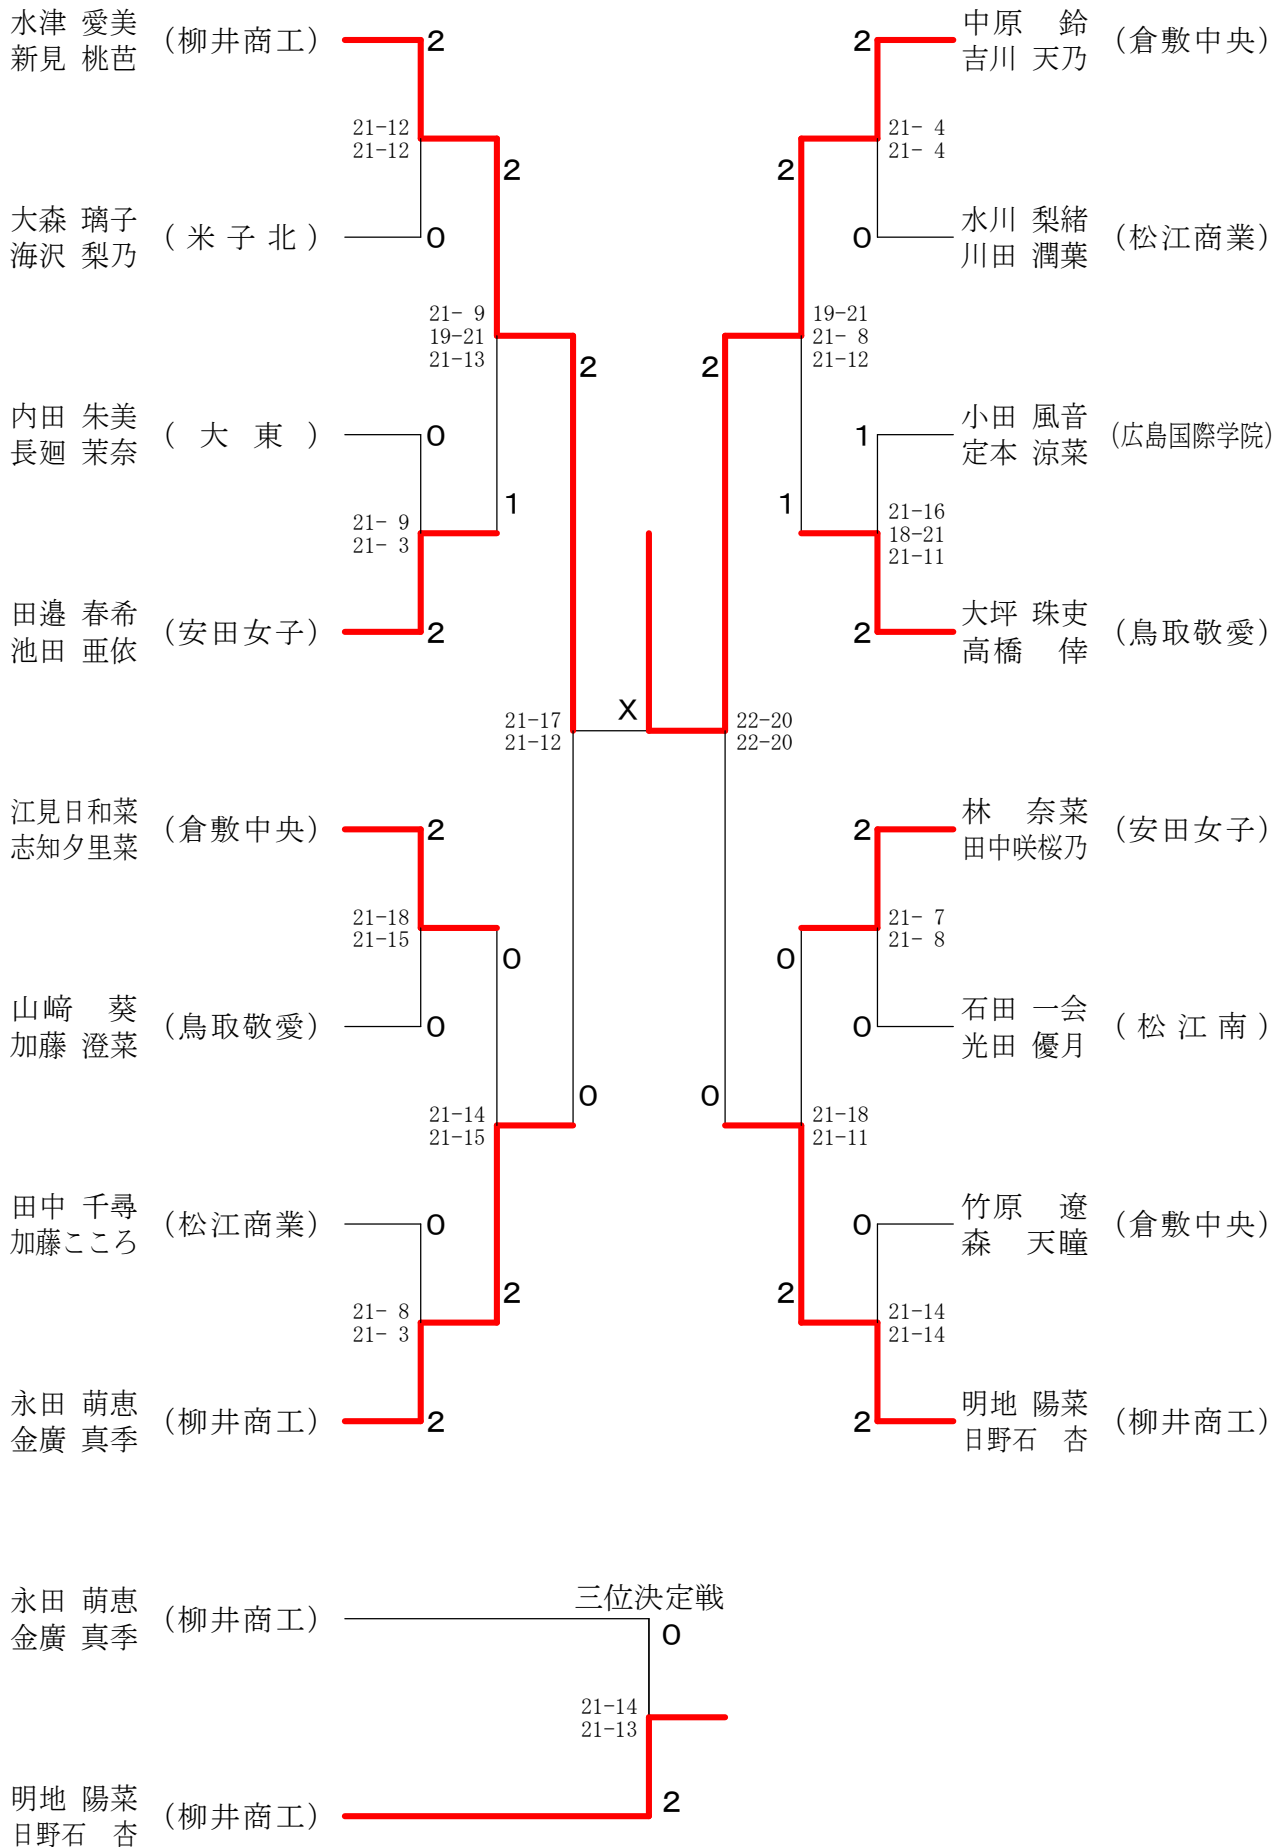 水津 愛美
新見 桃芭
(柳井商工)
2
21-12
21-12
2
大森 璃子
海沢 梨乃
(米子北)
0
21- 9
19-21
21-13
2
内田 朱美
長廻 茉奈
(大東)
0
1
21- 9
21- 3
田邉 春希
池田 亜依
(安田女子)
2
21-17
21-12
X
江見日和菜
志知夕里菜
(倉敷中央)
2
21-18
21-15
0
山﨑 葵
加藤 澄菜
(鳥取敬愛)
0
0
21-14
21-15
田中 千尋
加藤こころ
(松江商業)
0
2
21- 8
21- 3
永田 萌恵
金廣 真季
(柳井商工)
2
2
中原 鈴
吉川 天乃
(倉敷中央)
21- 4
21- 4
2
0
水川 梨緒
川田 潤葉
(松江商業)
19-21
21- 8
21-12
2
1
小田 風音
定本 涼菜
(広島国際学院)
1
21-16
18-21
21-11
2
大坪 珠吏
高橋 倖
(鳥取敬愛)
22-20
22-20
2
林 奈菜
田中咲桜乃
(安田女子)
21- 7
21- 8
0
0
石田 一会
光田 優月
(松江南)
0
21-18
21-11
0
竹原 遼
森 天瞳
(倉敷中央)
2
21-14
21-14
2
明地 陽菜
日野石 杏
(柳井商工)
三位決定戦
永田 萌恵
金廣 真季
(柳井商工)
0
21-14
21-13
明地 陽菜
日野石 杏
(柳井商工)
2